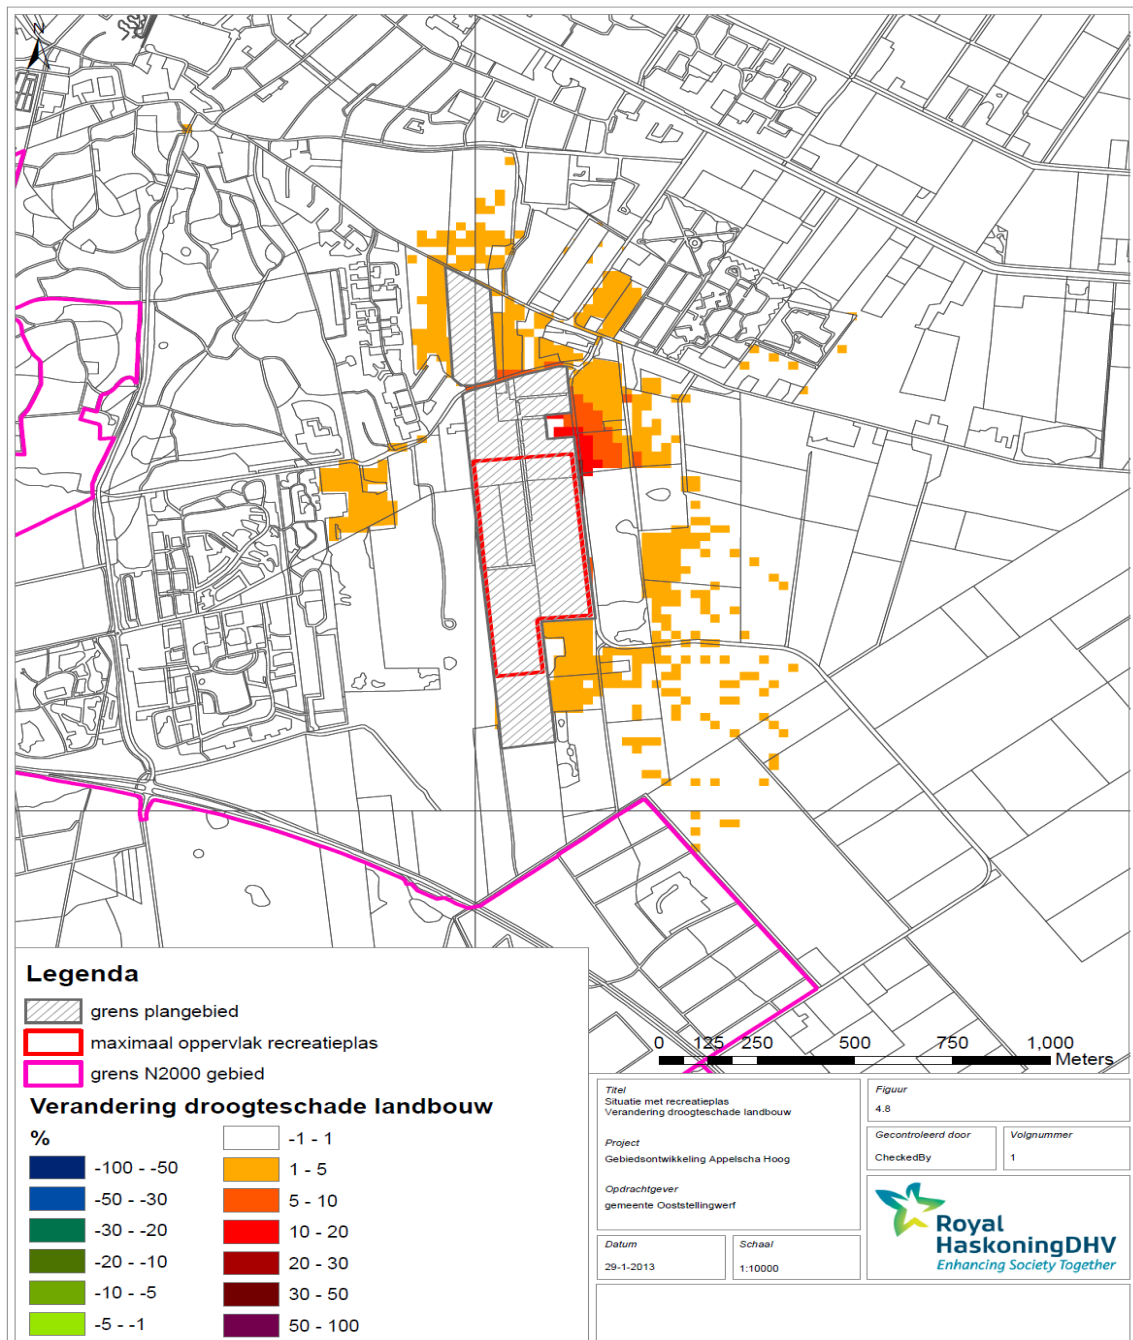 N
0 125 250 500 750 1,000
Meters
Legenda
grens plangebied
maximaal oppervlak recreatieplas
grens N2000 gebied
Verandering droogteschade landbouw
%
-100 - -50
-50 - -30
-30 - -20
-20 - -10
-10 - -5
-5 - -1
-1 - 1
1 - 5
5 - 10
10 - 20
20 - 30
30 - 50
50 - 100
Titel
Situatie met recreatieplas
Verandering droogteschade landbouw
Project
Gebiedsontwikkeling Appelscha Hoog
Opdrachtgever
gemeente Ooststellingwerf
Datum
29-1-2013
Schaal
1:10000
Figuur
4.8
Gecontroleerd door
CheckedBy
Volgnummer
1
Royal
HaskoningDHV
Enhancing Society Together